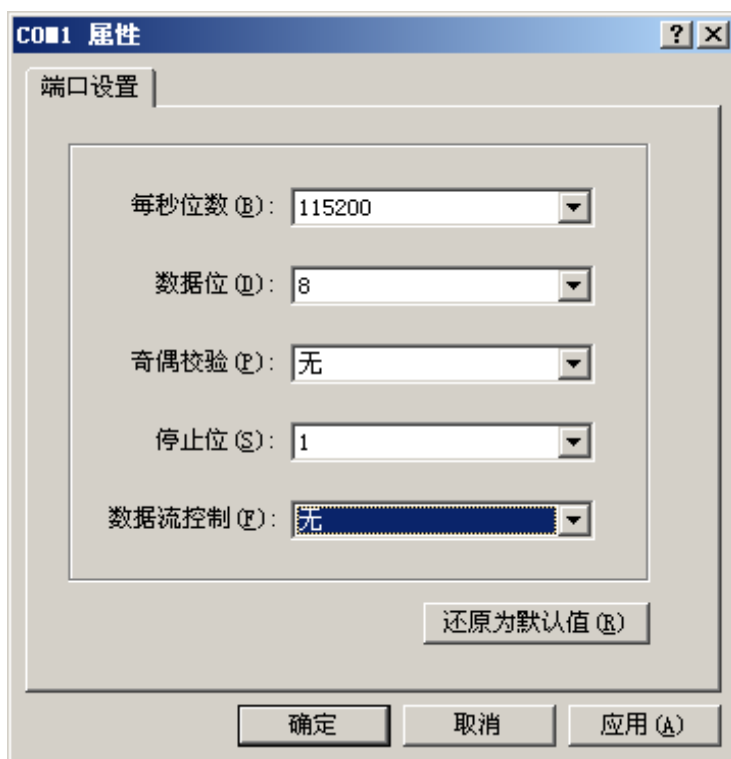 COM1 属性
端口设置
每秒位数(B): 115200
数据位(D): 8
奇偶校验(P): 无
停止位(S): 1
数据流控制(F): 无
还原为默认值(R)
确定 取消 应用(A)